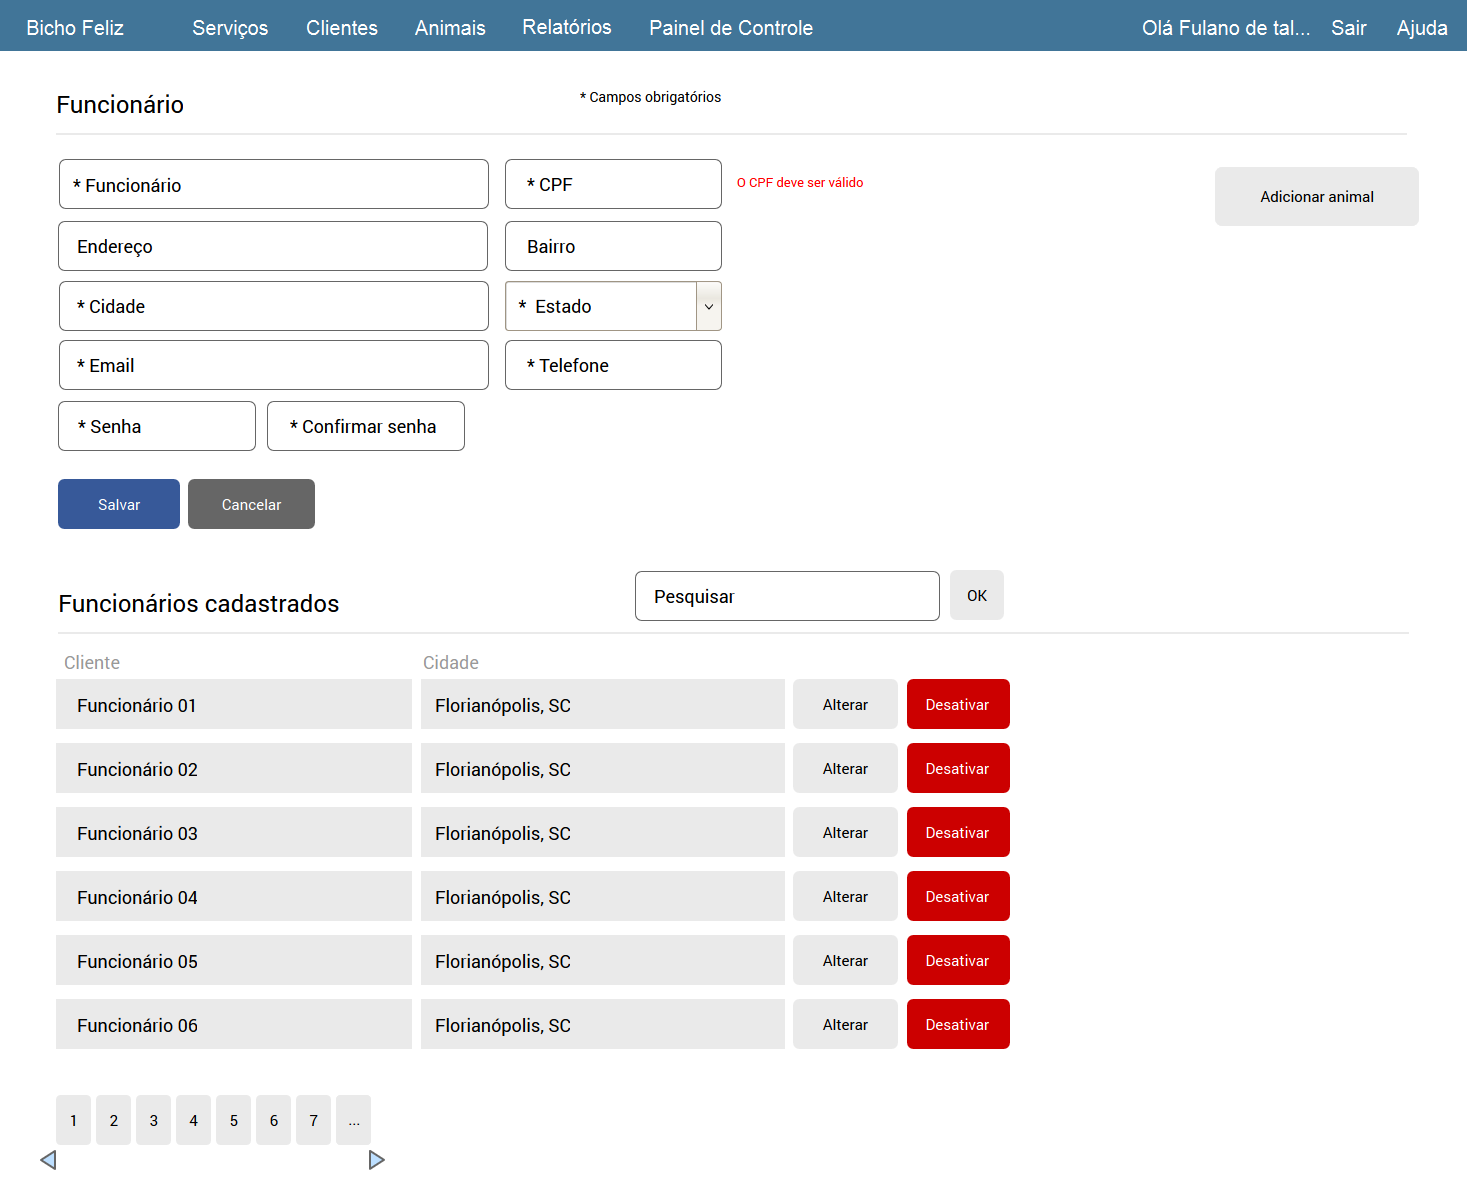 Bicho Feliz Serviços Clientes Animais Relatórios Painel de Controle Olá Fulano de tal... Sair Ajuda
Funcionário * Campos obrigatórios
* Funcionário * CPF O CPF deve ser válido Adicionar animal
Endereço Bairro
* Cidade * Estado
* Email * Telefone
* Senha * Confirmar senha
Salvar Cancelar
Funcionários cadastrados Pesquisar OK
Cliente Cidade
Funcionário 01 Florianópolis, SC Alterar Desativar
Funcionário 02 Florianópolis, SC Alterar Desativar
Funcionário 03 Florianópolis, SC Alterar Desativar
Funcionário 04 Florianópolis, SC Alterar Desativar
Funcionário 05 Florianópolis, SC Alterar Desativar
Funcionário 06 Florianópolis, SC Alterar Desativar
1 2 3 4 5 6 7 ...